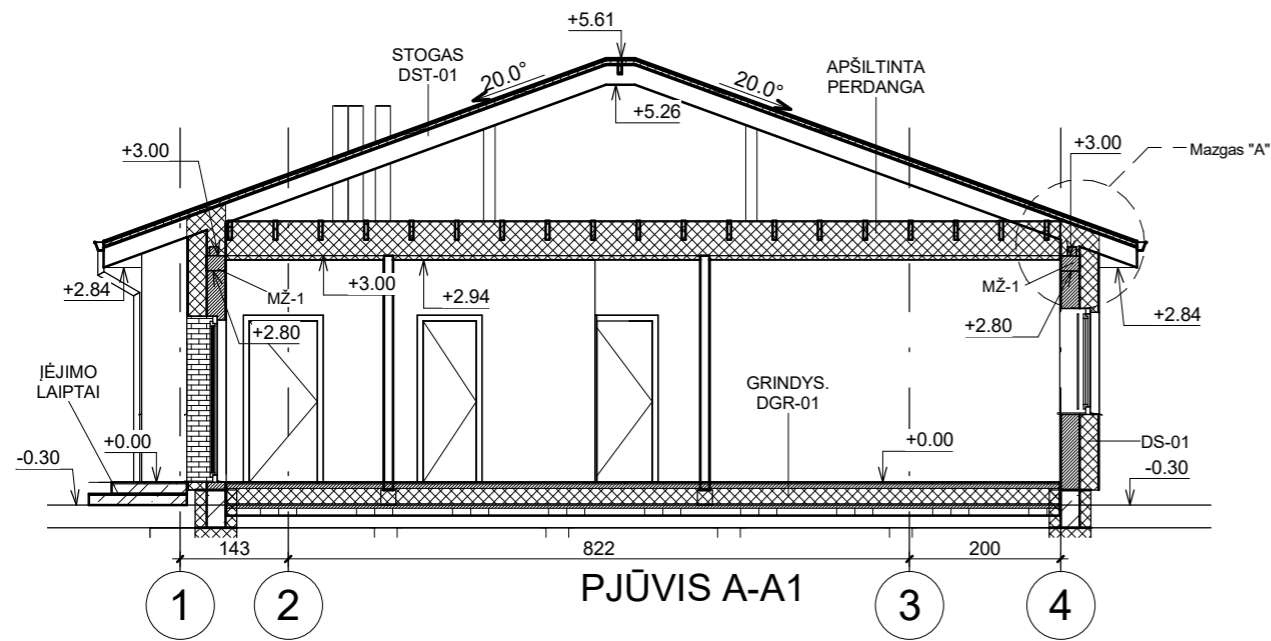 +5.61
STOGAS
DST-01
20.0°
20.0°
APŠILTINTA
PERDANGA
+5.26
+3.00
+3.00
Mazgas "A"
+2.84
MŽ-1
+3.00
+2.94
MŽ-1
+2.80
+2.80
+2.84
ĮĖJIMO
LAIPTAI
GRINDYS.
DGR-01
+0.00
+0.00
DS-01
-0.30
-0.30
143
822
200
PJŪVIS A-A1
1
2
3
4